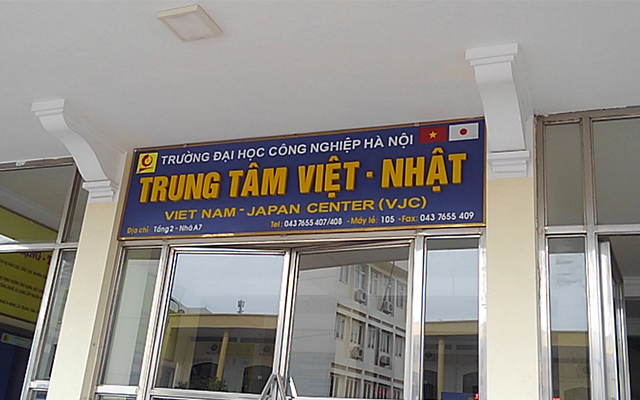 TRƯỜNG ĐẠI HỌC CÔNG NGHIỆP HÀ NỘI
TRUNG TÂM VIỆT - NHẬT
VIET NAM - JAPAN CENTER (VJC)
Địa chỉ: Tầng 2 - Nhà A7 Tel: 043 7655 407/408 - Máy lẻ: 105 -Fax: 043 7655 409